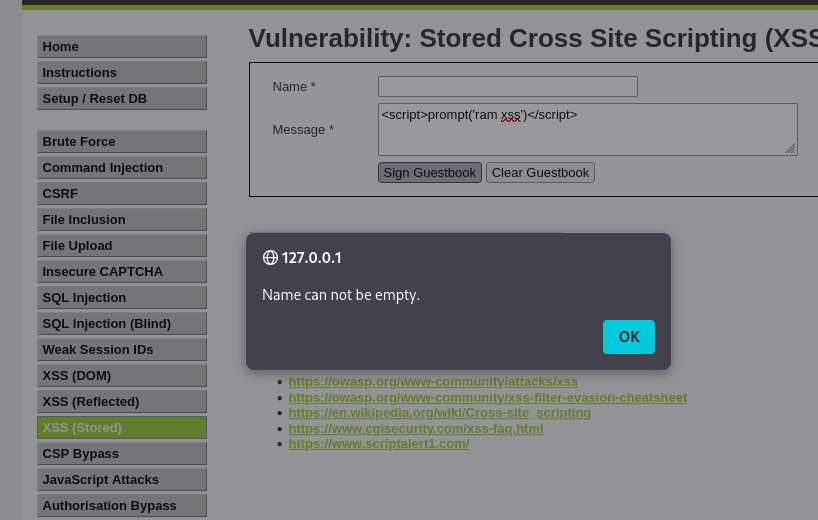 Vulnerability: Stored Cross Site Scripting (XSS
Home
Instructions
Setup / Reset DB
Brute Force
Command Injection
CSRF
File Inclusion
File Upload
Insecure CAPTCHA
SQL Injection
SQL Injection (Blind)
Weak Session IDs
XSS (DOM)
XSS (Reflected)
XSS (Stored)
CSP Bypass
JavaScript Attacks
Authorisation Bypass
Name *
Message *
<script>prompt('ram xss')</script>
Sign Guestbook
Clear Guestbook
127.0.0.1
Name can not be empty.
OK
https://owasp.org/www-community/attacks/xss
https://owasp.org/www-community/xss-filter-evasion-cheatsheet
https://en.wikipedia.org/wiki/Cross-site_scripting
https://www.cgisecurity.com/xss-faq.html
https://www.scriptalert1.com/